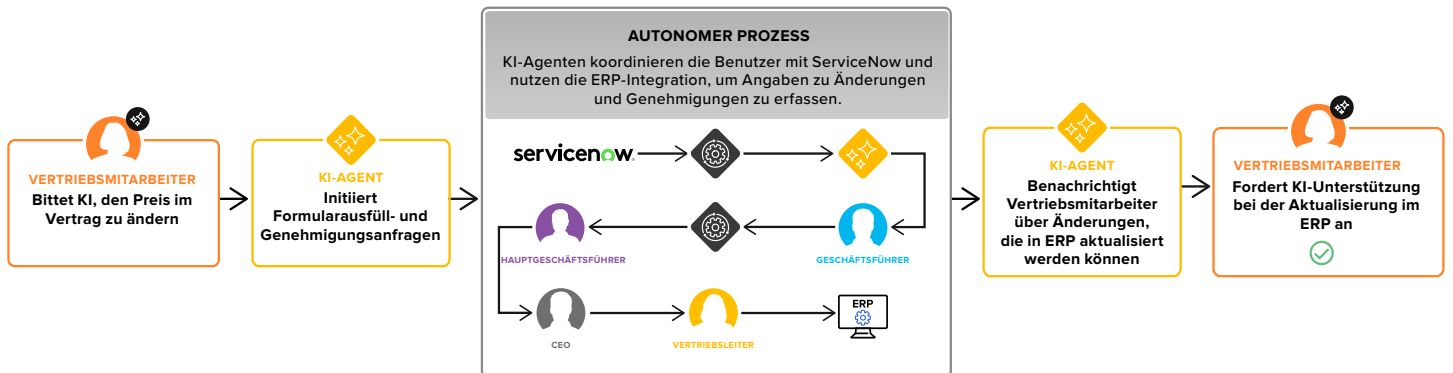 VERTRIEBSMITARBEITER
Bittet KI, den Preis im
Vertrag zu ändern
KI-AGENT
Initiiert
Formularausfüll- und
Genehmigungsanfragen
AUTONOMER PROZESS
KI-Agenten koordinieren die Benutzer mit ServiceNow und
nutzen die ERP-Integration, um Angaben zu Änderungen
und Genehmigungen zu erfassen.
servicenow
HAUPTGESCHÄFTSFÜHRER
GESCHÄFTSFÜHRER
CEO
VERTRIEBSLEITER
ERP
KI-AGENT
Benachrichtigt
Vertriebsmitarbeiter
über Änderungen,
die in ERP aktualisiert
werden können
VERTRIEBSMITARBEITER
Fordert KI-Unterstützung
bei der Aktualisierung im
ERP an